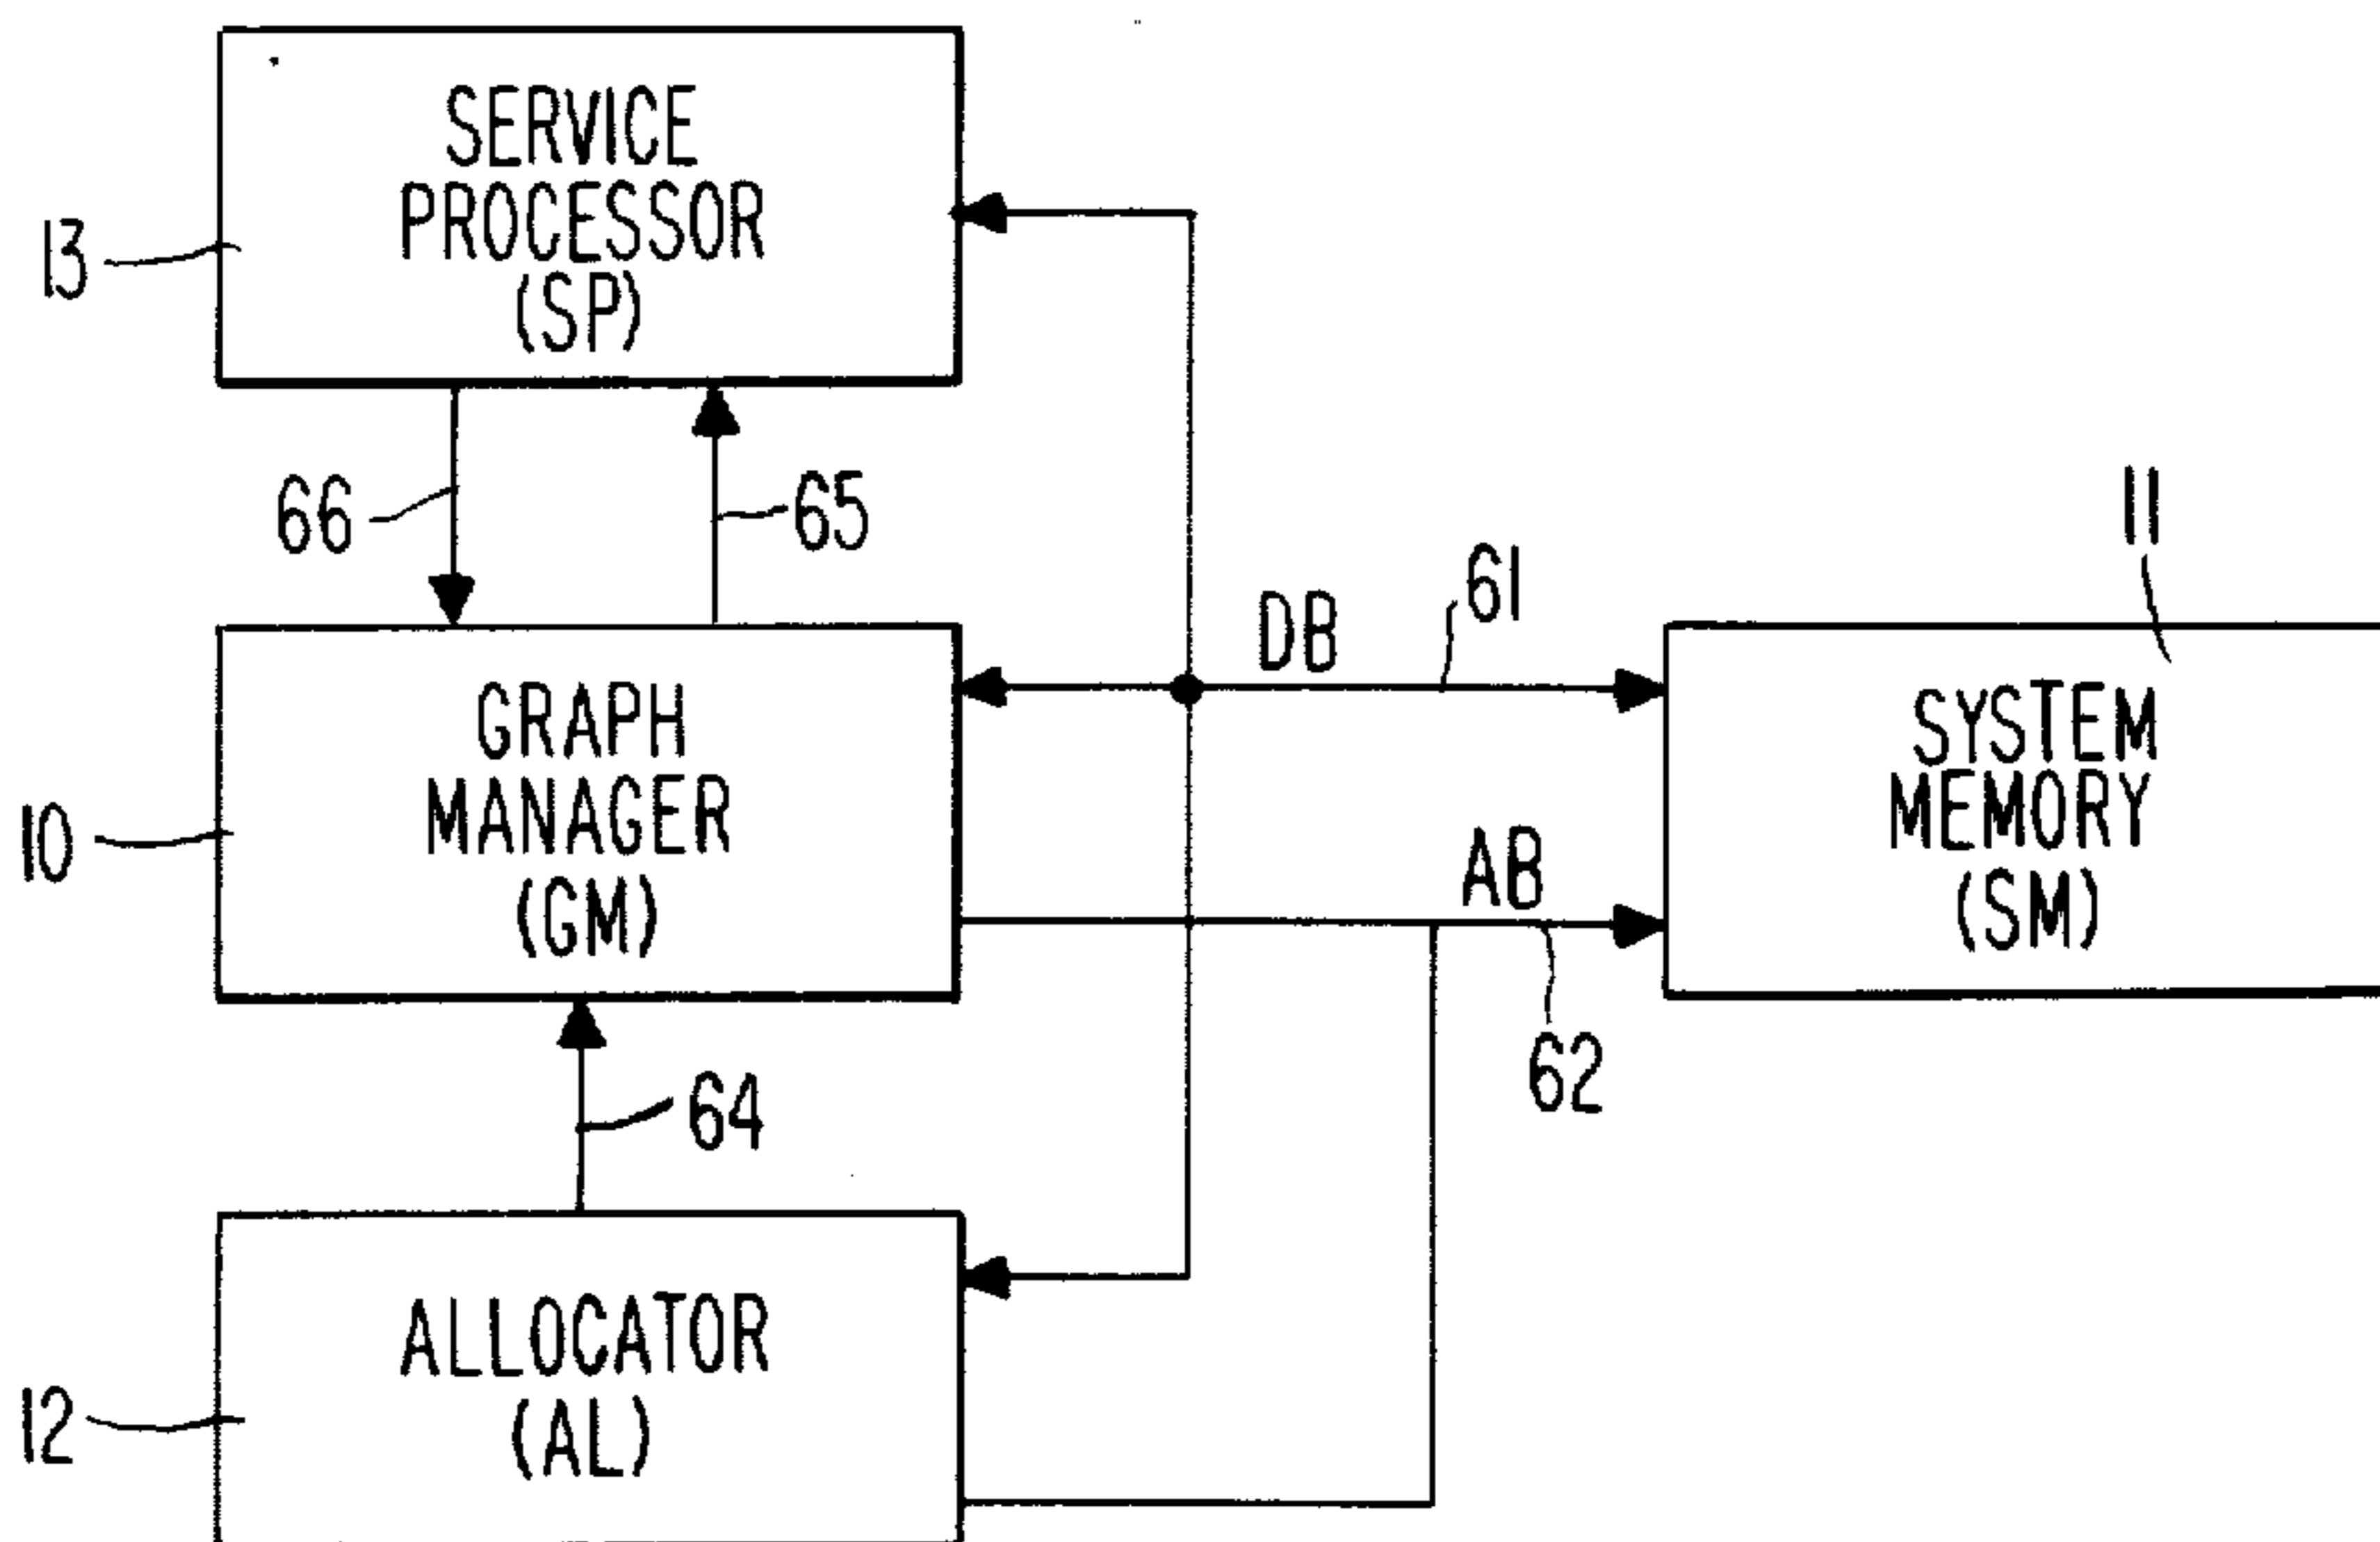 SERVICE
PROCESSOR
(SP)
13
66
65
GRAPH
MANAGER
(GM)
10
DB
61
11
SYSTEM
MEMORY
(SM)
AB
62
64
ALLOCATOR
(AL)
12